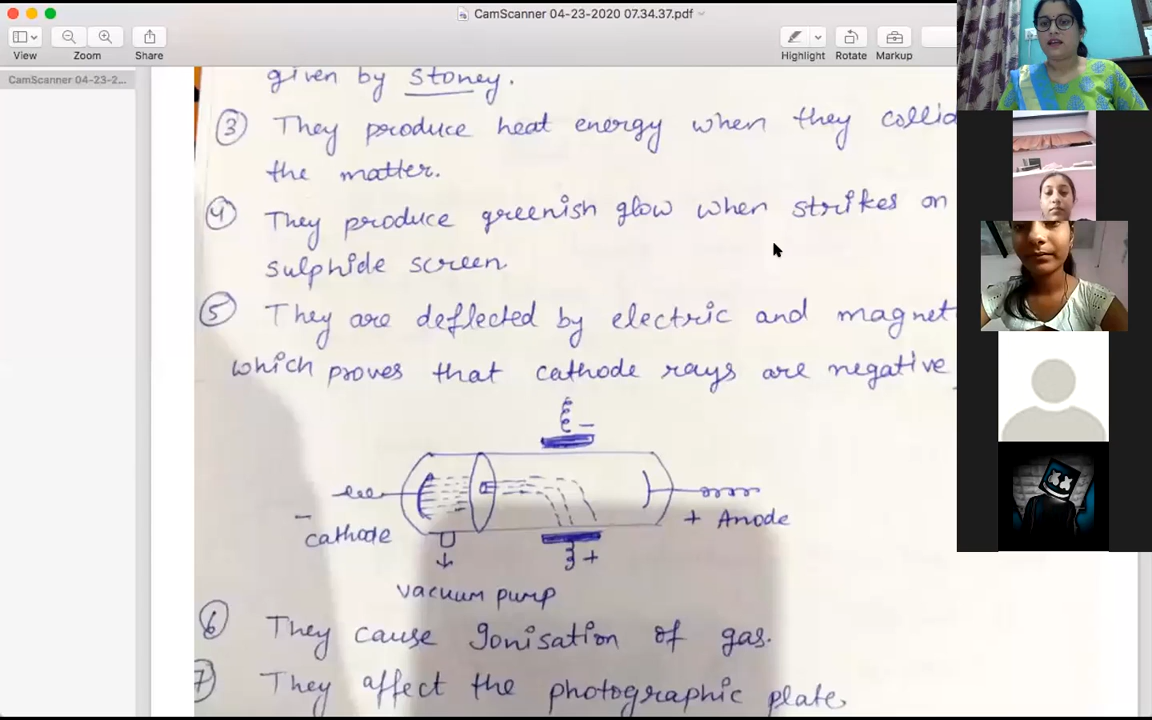 CamScanner 04-23-2020 07.34.37.pdf
View
Zoom
Share
Highlight
Rotate
Markup
CamScanner 04-23-2...
given by Stoney.
③ They produce heat energy when they collid
the matter.
④ They produce greenish glow when strikes on
sulphide screen
⑤ They are deflected by electric and magnet
which proves that cathode rays are negative
-
- cathode
+
+ Anode
vacuum pump
⑥ They cause Ionisation of gas.
⑦ They affect the photographic plate